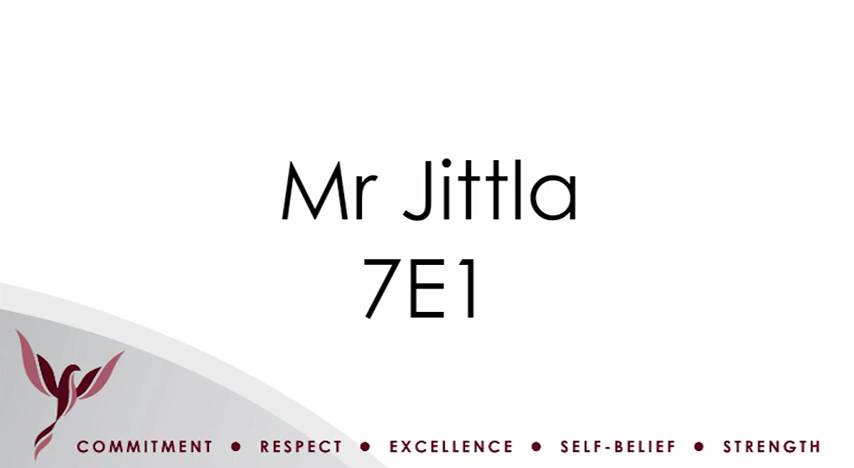 Mr Jittla
7E1
COMMITMENT ● RESPECT ● EXCELLENCE ● SELF-BELIEF ● STRENGTH